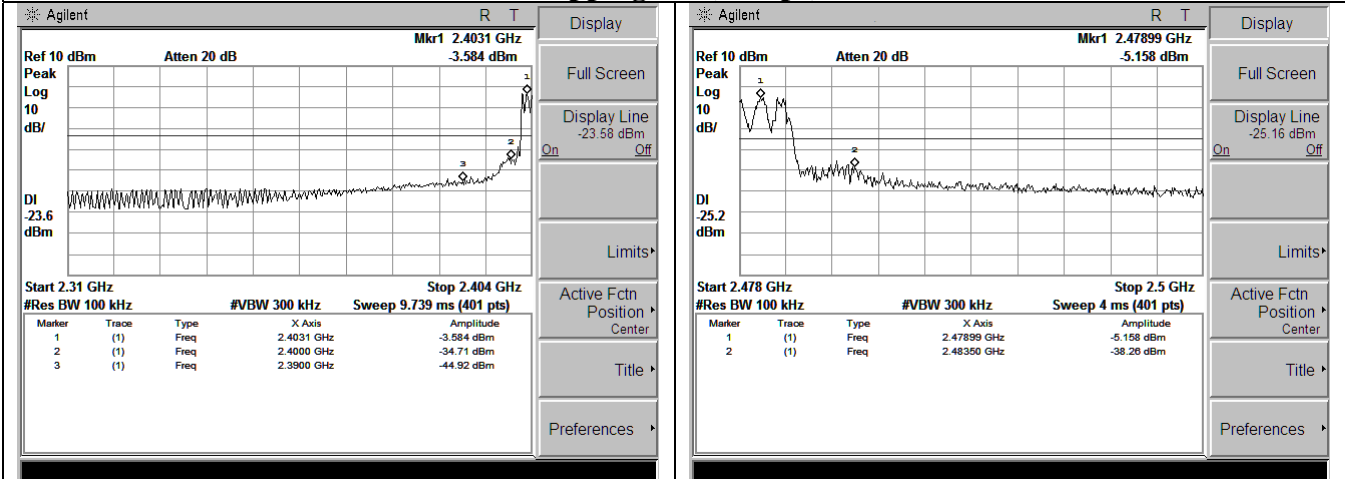 Agilent R T
Mkr1 2.4031 GHz
Ref 10 dBm Atten 20 dB -3.584 dBm
Peak
Log
10
dB/
1
2
3
DI
-23.6
dBm
Start 2.31 GHz Stop 2.404 GHz
#Res BW 100 kHz #VBW 300 kHz Sweep 9.739 ms (401 pts)
Marker Trace Type X Axis Amplitude
1 (1) Freq 2.4031 GHz -3.584 dBm
2 (1) Freq 2.4000 GHz -34.71 dBm
3 (1) Freq 2.3900 GHz -44.92 dBm
Display
Full Screen
Display Line
-23.58 dBm
On Off
Limits
Active Fctn
Position
Center
Title
Preferences
Agilent R T
Mkr1 2.47899 GHz
Ref 10 dBm Atten 20 dB -5.158 dBm
Peak
Log
10
dB/
1
2
DI
-25.2
dBm
Start 2.478 GHz Stop 2.5 GHz
#Res BW 100 kHz #VBW 300 kHz Sweep 4 ms (401 pts)
Marker Trace Type X Axis Amplitude
1 (1) Freq 2.47899 GHz -5.158 dBm
2 (1) Freq 2.48350 GHz -38.26 dBm
Display
Full Screen
Display Line
-25.16 dBm
On Off
Limits
Active Fctn
Position
Center
Title
Preferences